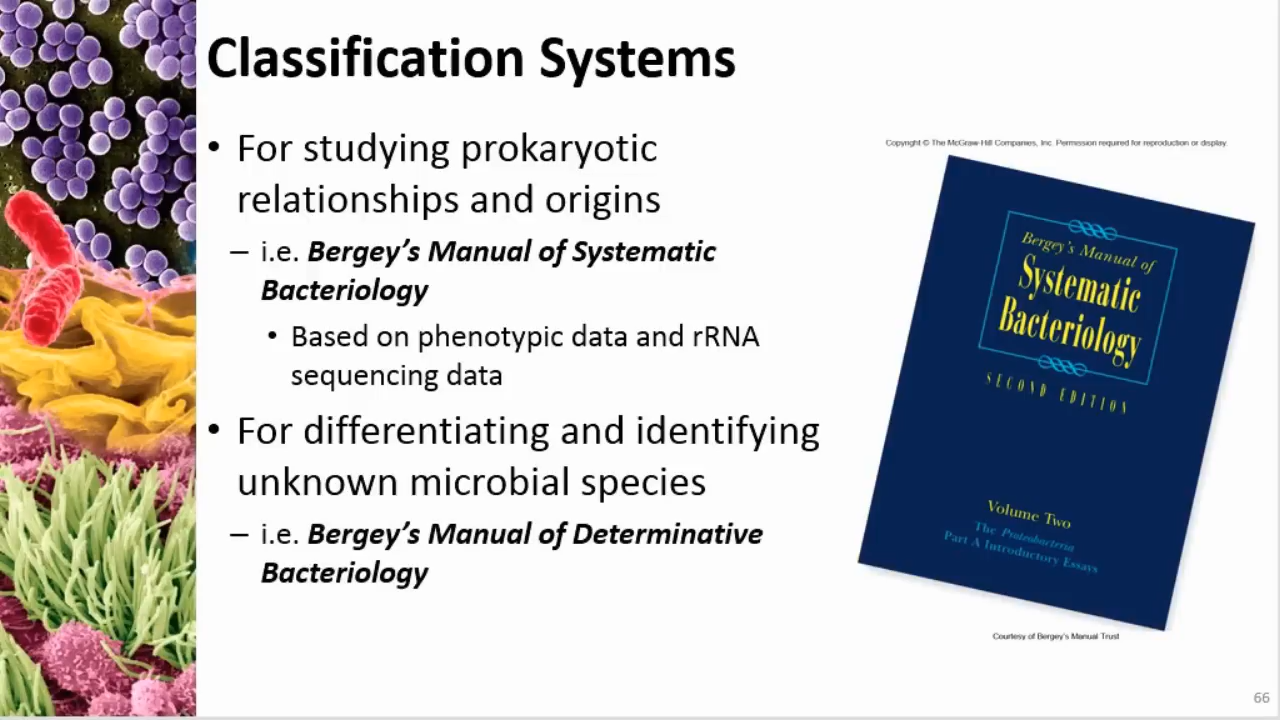 Classification Systems
• For studying prokaryotic
relationships and origins
– i.e. Bergey’s Manual of Systematic
Bacteriology
• Based on phenotypic data and rRNA
sequencing data
• For differentiating and identifying
unknown microbial species
– i.e. Bergey’s Manual of Determinative
Bacteriology
Copyright © The McGraw-Hill Companies, Inc. Permission required for reproduction or display.
Bergey's Manual of
Systematic
Bacteriology
SECOND EDITION
Volume Two
The Proteobacteria
Part A Introductory Essays
Courtesy of Bergey's Manual Trust
66